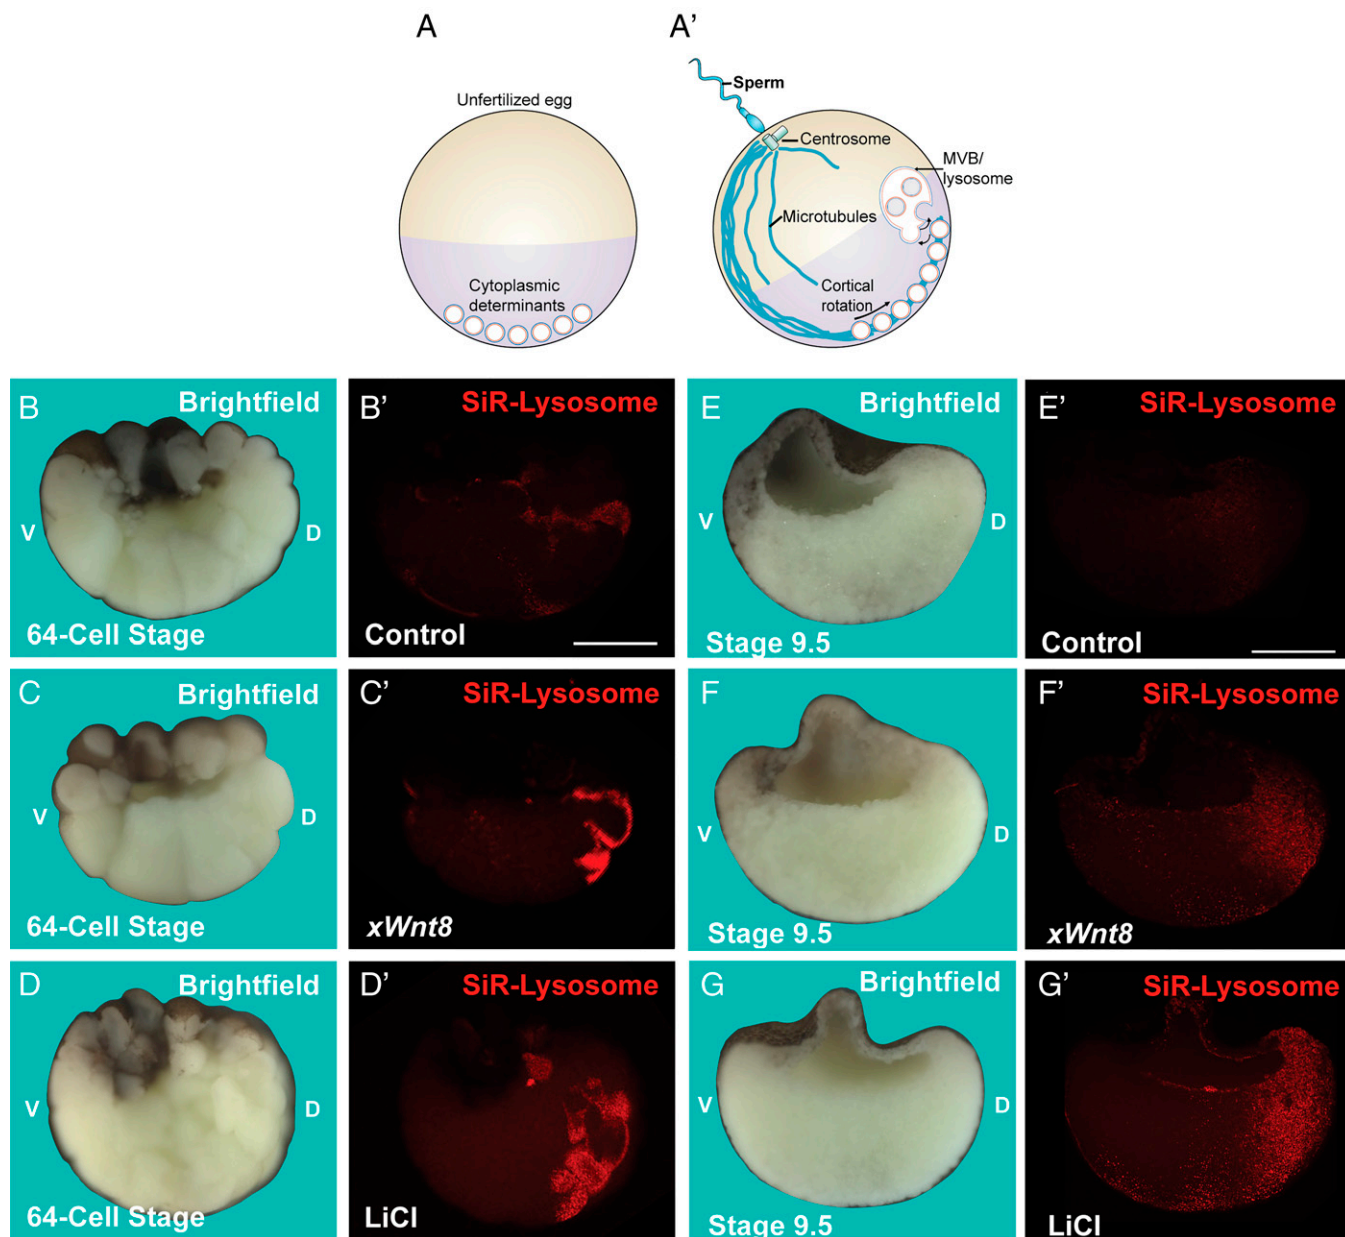 A
A'
Unfertilized egg
Cytoplasmic
determinants
Sperm
Centrosome
MVB/
lysosome
Microtubules
Cortical
rotation
B
Brightfield
V
D
64-Cell Stage
B'
SiR-Lysosome
Control
E
Brightfield
V
D
Stage 9.5
E'
SiR-Lysosome
Control
C
Brightfield
V
D
64-Cell Stage
C'
SiR-Lysosome
xWnt8
F
Brightfield
V
D
Stage 9.5
F'
SiR-Lysosome
xWnt8
D
Brightfield
V
D
64-Cell Stage
D'
SiR-Lysosome
LiCl
G
Brightfield
V
D
Stage 9.5
G'
SiR-Lysosome
LiCl